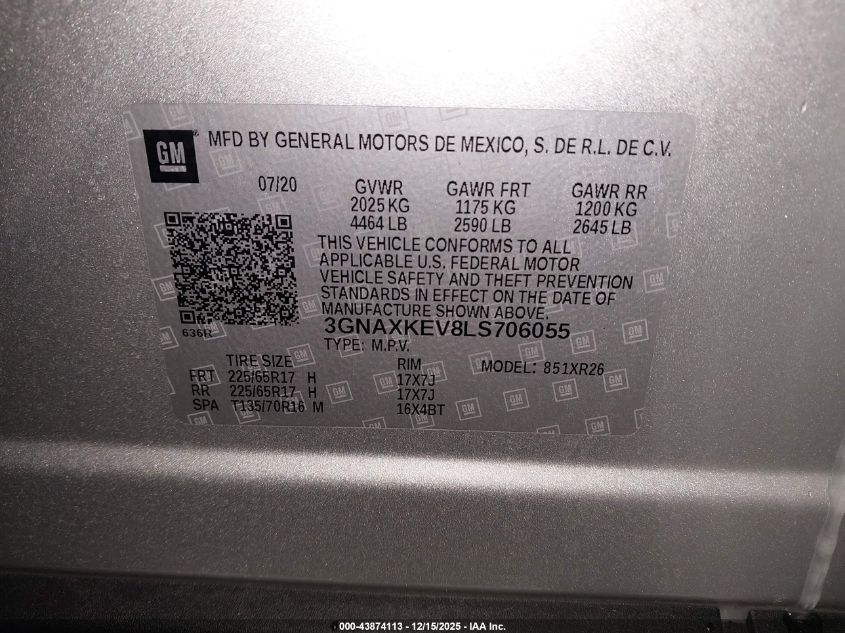 GM
MFD BY GENERAL MOTORS DE MEXICO, S. DE R.L. DE C.V.
07/20 GVWR GAWR FRT GAWR RR
2025 KG 1175 KG 1200 KG
4464 LB 2590 LB 2645 LB
THIS VEHICLE CONFORMS TO ALL
APPLICABLE U.S. FEDERAL MOTOR
VEHICLE SAFETY AND THEFT PREVENTION
STANDARDS IN EFFECT ON THE DATE OF
MANUFACTURE SHOWN ABOVE.
636R 3GNAXKEV8LS706055
TYPE: M.P.V.
TIRE SIZE RIM MODEL: 851XR26
FRT 225/65R17 H 17X7J
RR 225/65R17 H 17X7J
SPA T135/70R16 M 16X4BT
000-43874113 - 12/15/2025 - IAA Inc.